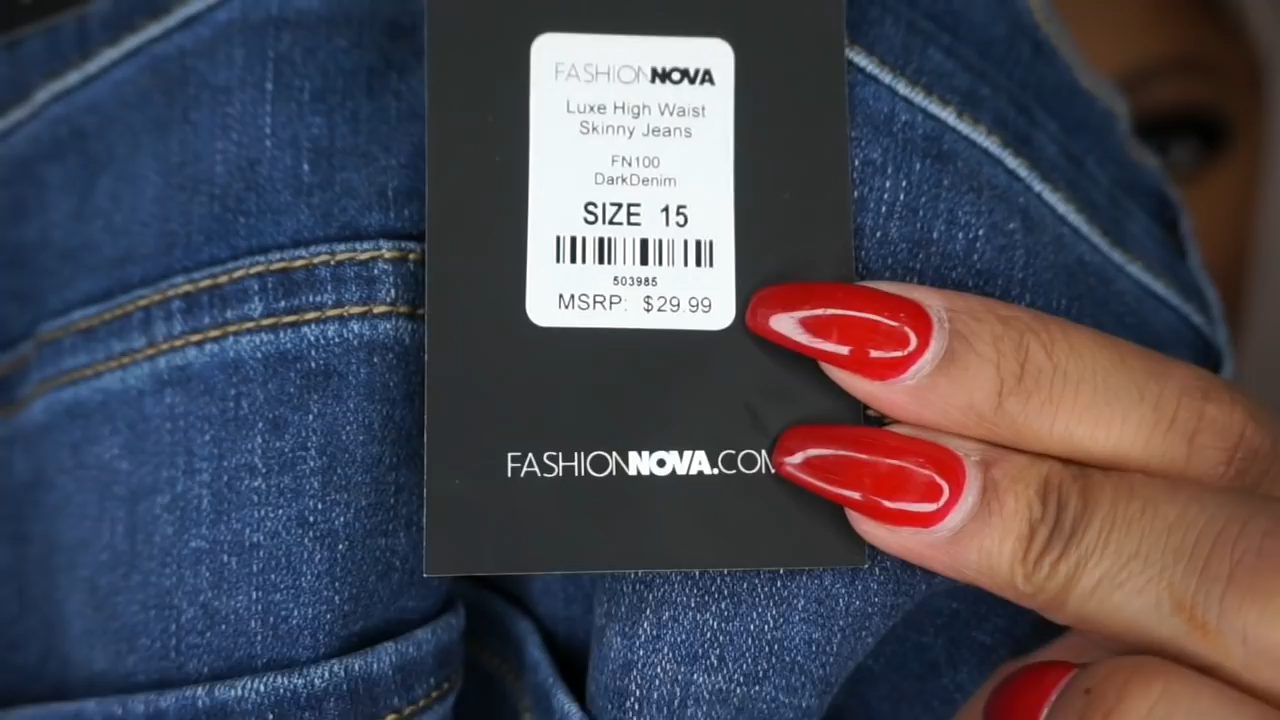 FASHIONNOVA
Luxe High Waist
Skinny Jeans
FN100
DarkDenim
SIZE 15
503985
MSRP: $29.99
FASHIONNOVA.COM